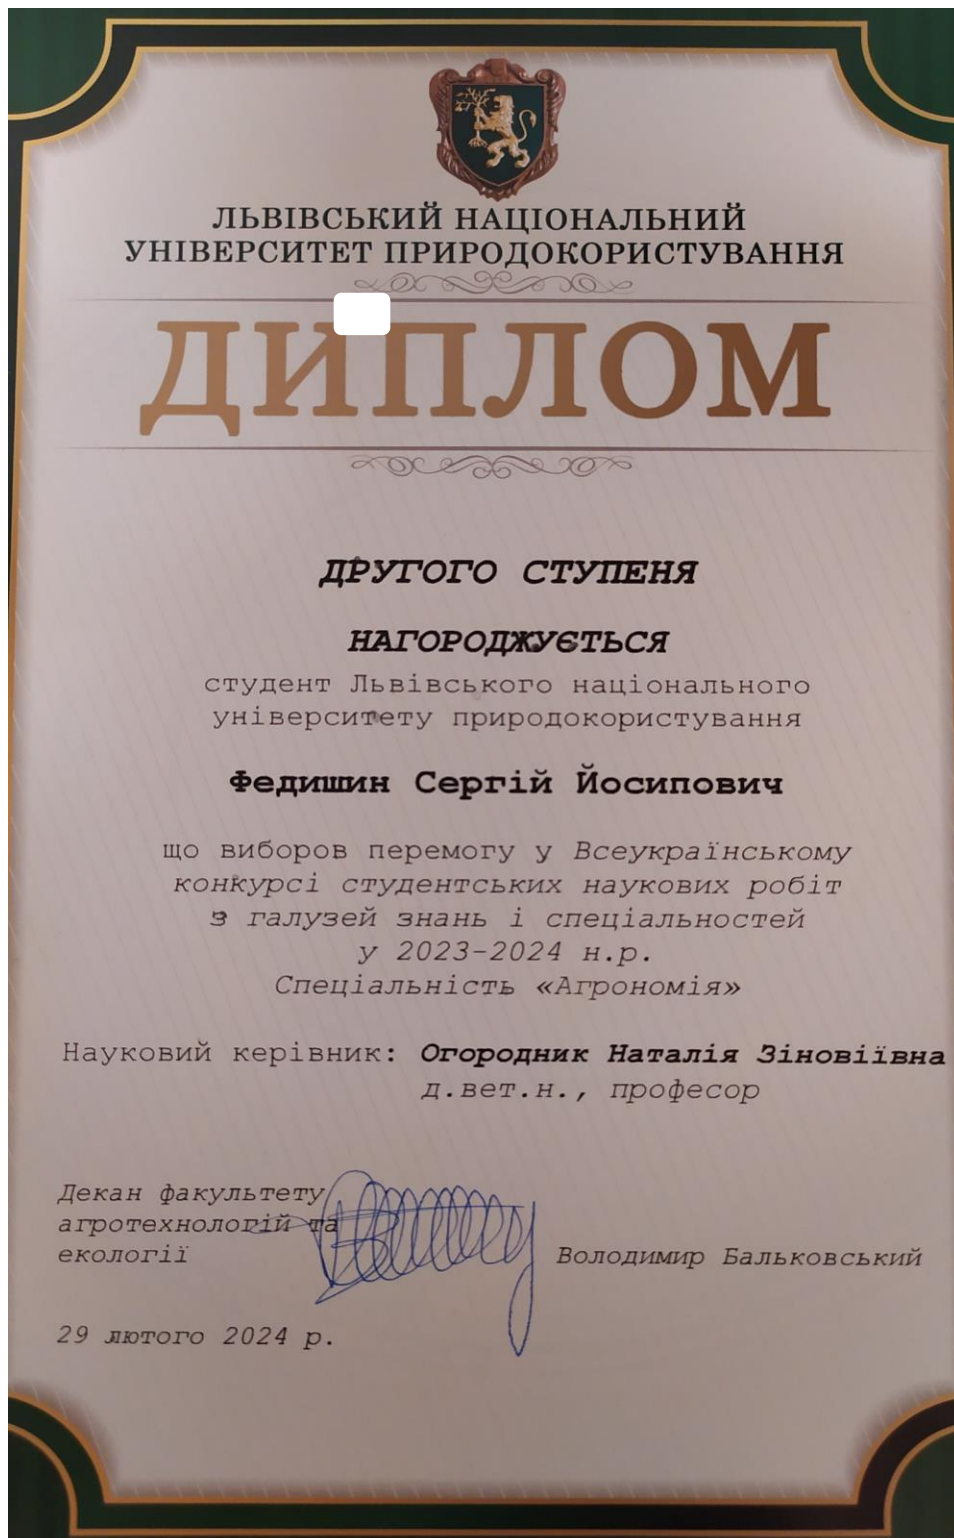 ЛЬВІВСЬКИЙ НАЦІОНАЛЬНИЙ
УНІВЕРСИТЕТ ПРИРОДОКОРИСТУВАННЯ
ДИПЛОМ
ДРУГОГО СТУПЕНЯ
НАГОРОДЖУЄТЬСЯ
студент Львівського національного
університету природокористування
Федишин Сергій Йосипович
що виборов перемогу у Всеукраїнському
конкурсі студентських наукових робіт
з галузей знань і спеціальностей
у 2023-2024 н.р.
Спеціальність «Агрономія»
Науковий керівник: Огородник Наталія Зіновіївна
д.вет.н., професор
Декан факультету
агротехнологій та
екології
Володимир Бальковський
29 лютого 2024 р.